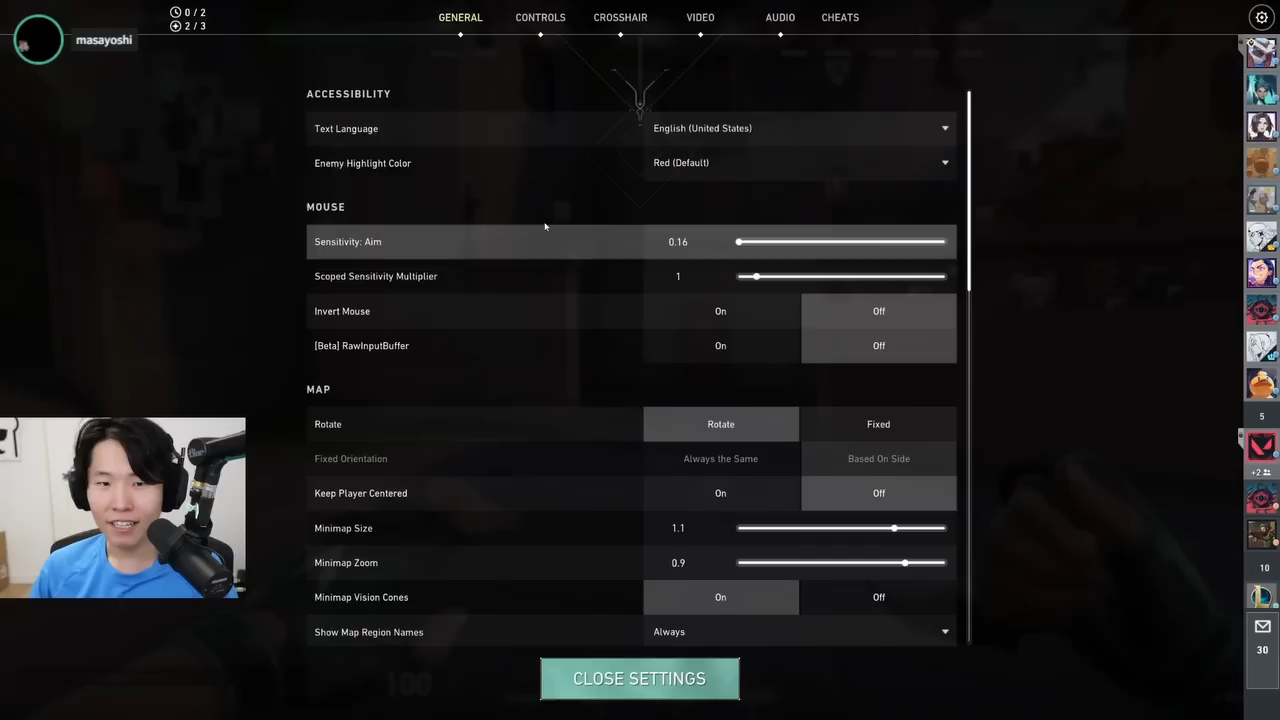 0 / 2
2 / 3
masayoshi
GENERAL CONTROLS CROSSHAIR VIDEO AUDIO CHEATS
ACCESSIBILITY
Text Language English (United States)
Enemy Highlight Color Red (Default)
MOUSE
Sensitivity: Aim 0.16
Scoped Sensitivity Multiplier 1
Invert Mouse On Off
[Beta] RawInputBuffer On Off
MAP
Rotate Rotate Fixed
Fixed Orientation Always the Same Based On Side
Keep Player Centered On Off
Minimap Size 1.1
Minimap Zoom 0.9
Minimap Vision Cones On Off
Show Map Region Names Always
CLOSE SETTINGS
100
5
+2
10
30